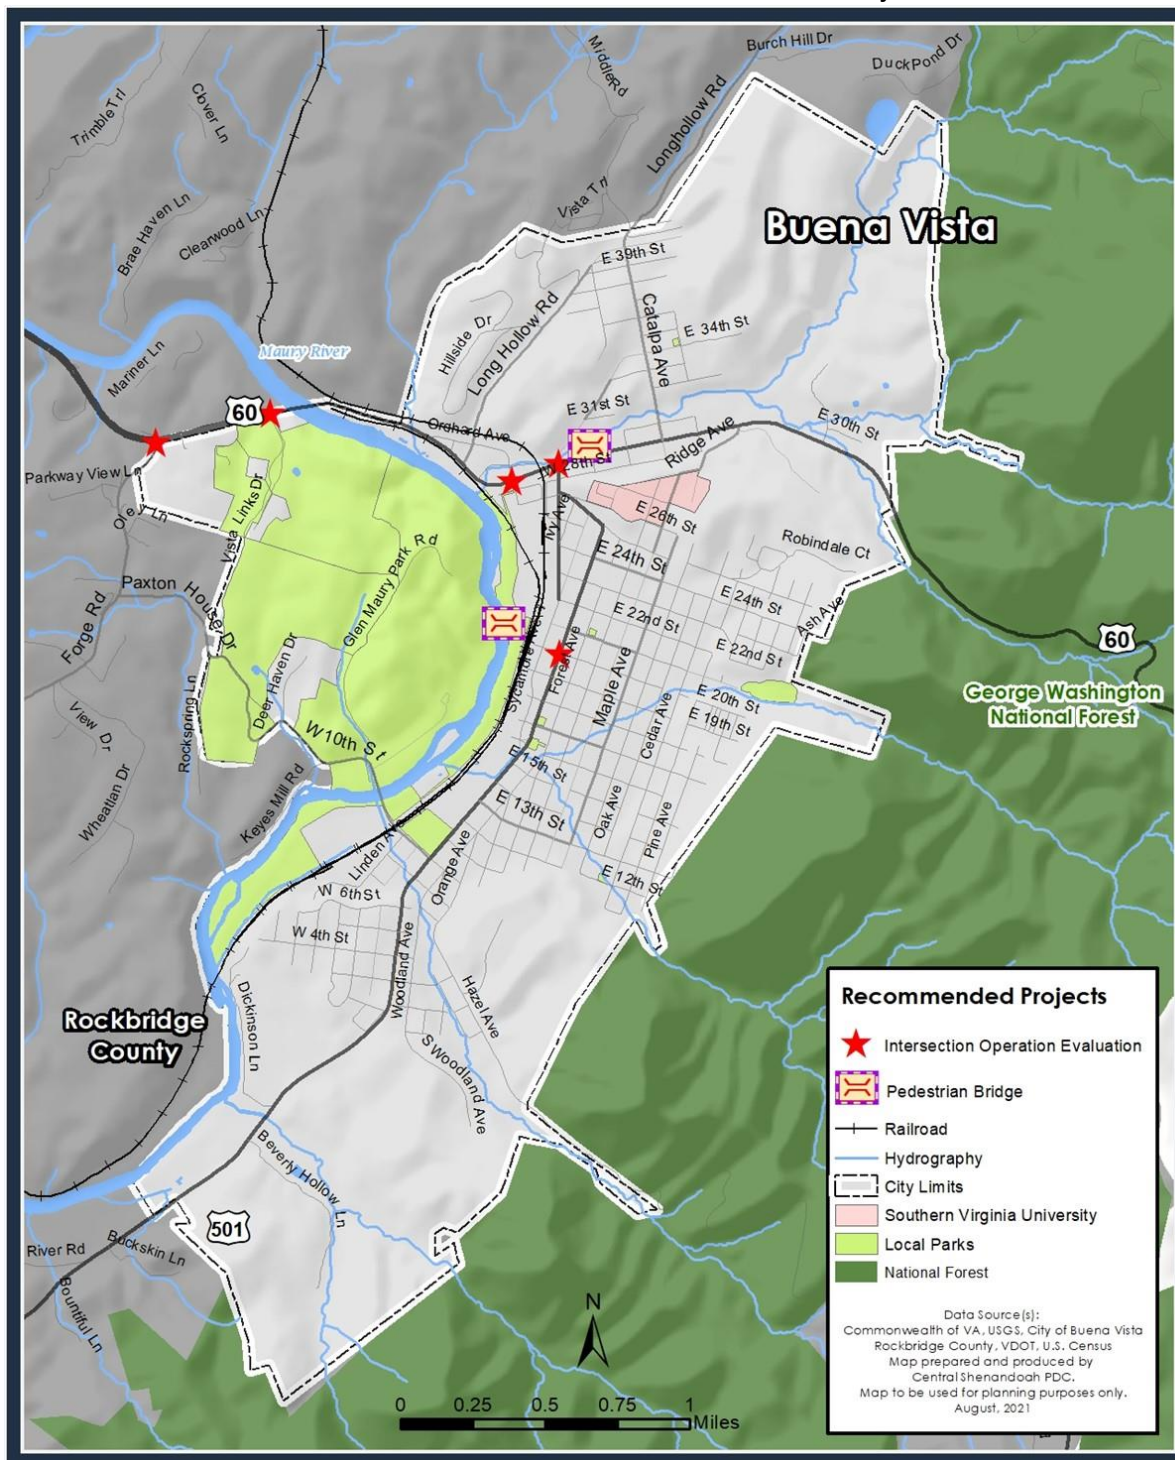 Burch Hill Dr
DuckPond Dr
Middle Rd
Trimble Trl
Clover Ln
Longhollow Rd
Vista Trl
Brae Haven Ln
Clearwood Ln
Buena Vista
E 39th St
Catalpa Ave
E 34th St
Hillside Dr
Long Hollow Rd
Maury River
Mariner Ln
60
E 31st St
Orchard Ave
E 30th St
Ridge Ave
W 28th St
Parkway View Ln
Oley Ln
Vista Links Dr
Ivy Ave
E 26th St
Robindale Ct
E 24th St
Glen Maury Park Rd
Paxton House Dr
Forge Rd
E 24th St
Ash Ave
E 22nd St
E 22nd St
60
George Washington
National Forest
Sycamore Ave
Forest Ave
Maple Ave
E 20th St
E 19th St
Cedar Ave
Deer Haven Dr
Rockspring Ln
View Dr
W 10th St
E 15th St
Wheatlan Dr
Keyes Mill Rd
E 13th St
Oak Ave
Pine Ave
Linden Ave
Orange Ave
E 12th St
W 6th St
W 4th St
Woodland Ave
Hazel Ave
Dickinson Ln
Rockbridge
County
S Woodland Ave
Beverly Hollow Ln
501
River Rd
Buckskin Ln
Bountiful Ln
N
0 0.25 0.5 0.75 1
Miles
Recommended Projects
Intersection Operation Evaluation
Pedestrian Bridge
Railroad
Hydrography
City Limits
Southern Virginia University
Local Parks
National Forest
Data Source(s):
Commonwealth of VA, USGS, City of Buena Vista
Rockbridge County, VDOT, U.S. Census
Map prepared and produced by
Central Shenandoah PDC.
Map to be used for planning purposes only.
August, 2021